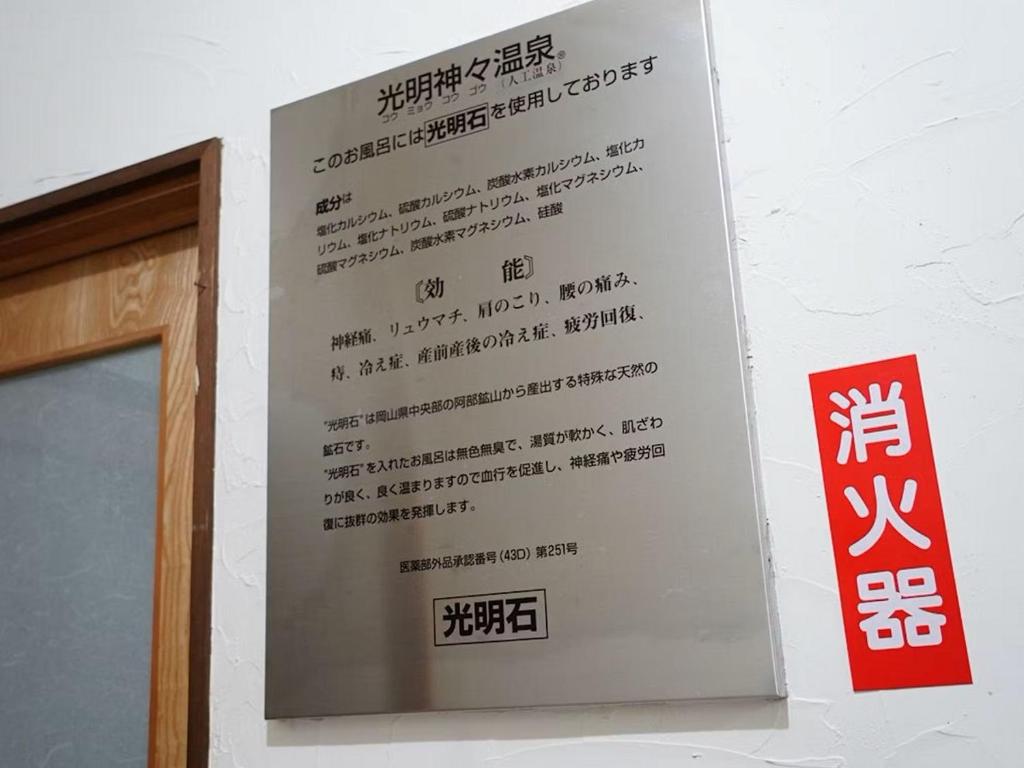 光明神々温泉®
コウ ミョウ コウ ゴウ (人工温泉)
このお風呂には光明石を使用しております
成分は
塩化カルシウム、硫酸カルシウム、炭酸水素カルシウム、塩化カ
リウム、塩化ナトリウム、硫酸ナトリウム、塩化マグネシウム、
硫酸マグネシウム、炭酸水素マグネシウム、硅酸
〘効 能〙
神経痛、リュウマチ、肩のこり、腰の痛み、
痔、冷え症、産前産後の冷え症、疲労回復、
"光明石"は岡山県中央部の阿部鉱山から産出する特殊な天然の
鉱石です。
"光明石"を入れたお風呂は無色無臭で、湯質が軟かく、肌ざわ
りが良く、良く温まりますので血行を促進し、神経痛や疲労回
復に抜群の効果を発揮します。
医薬部外品承認番号(43D)第251号
光明石
消火器